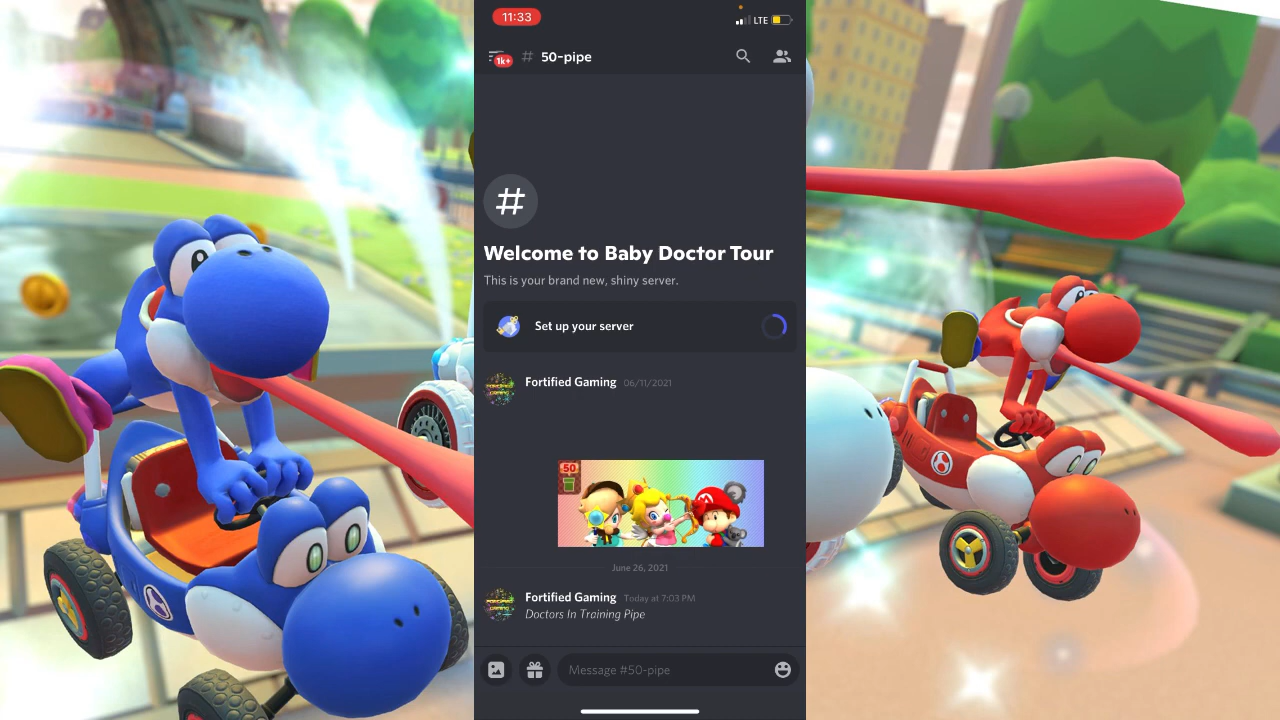 11:33
LTE
1k+
# 50-pipe
#
Welcome to Baby Doctor Tour
This is your brand new, shiny server.
Set up your server
Fortified Gaming 06/11/2021
50
June 26, 2021
Fortified Gaming Today at 7:03 PM
Doctors In Training Pipe
Message #50-pipe